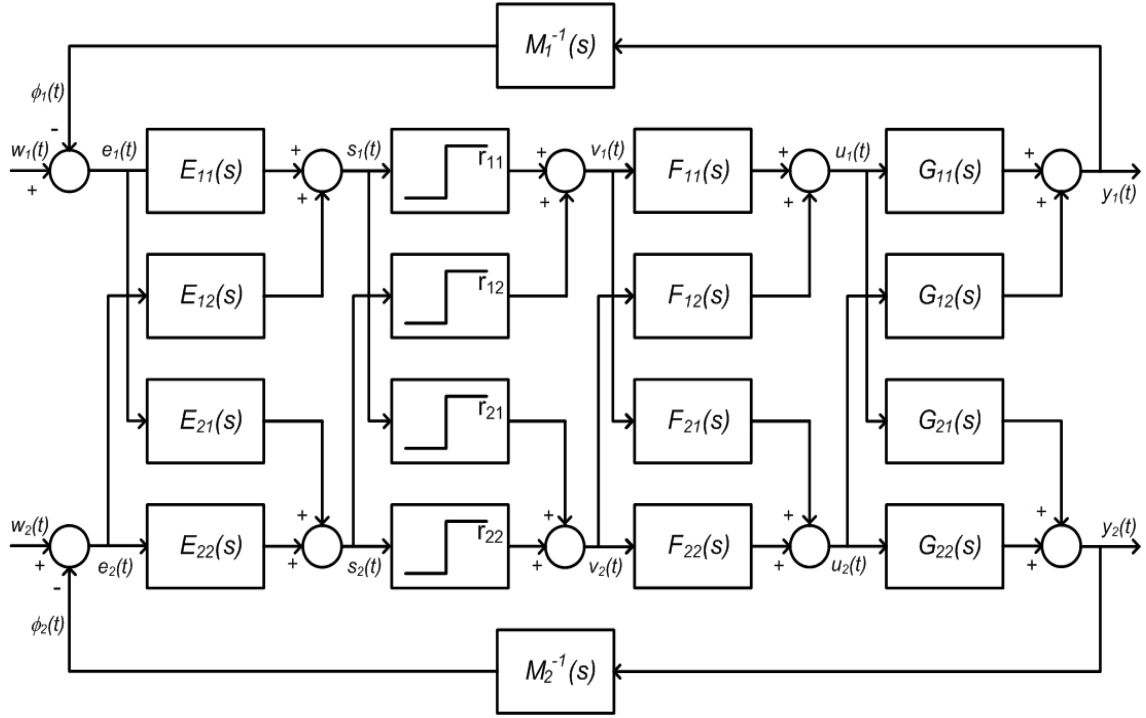 M₁⁻¹(s)
ϕ₁(t)
-
w₁(t) e₁(t) E₁₁(s) + s₁(t) r₁₁ + v₁(t) F₁₁(s) + u₁(t) G₁₁(s) +
+ + + + + y₁(t)
E₁₂(s) r₁₂ F₁₂(s) G₁₂(s)
E₂₁(s) r₂₁ F₂₁(s) G₂₁(s)
w₂(t) + r₂₂ + + + y₂(t)
+ e₂(t) E₂₂(s) + s₂(t) + v₂(t) F₂₂(s) + u₂(t) G₂₂(s) +
-
ϕ₂(t)
M₂⁻¹(s)